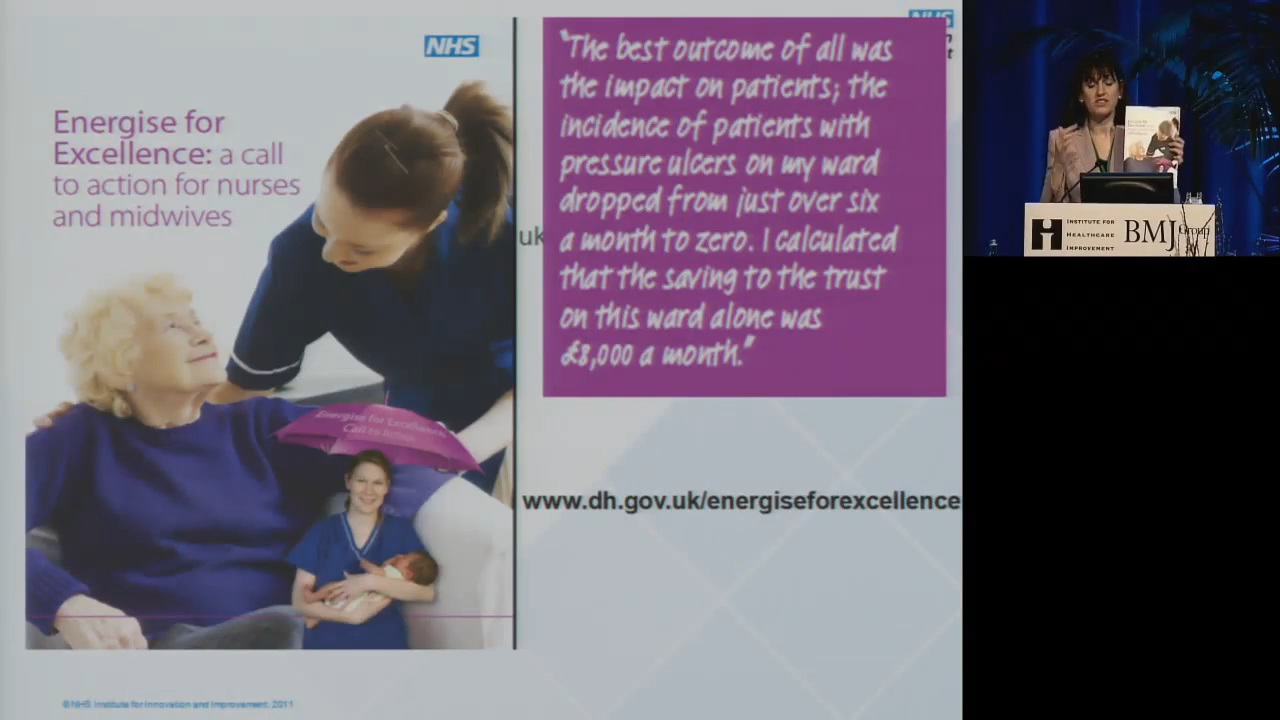 NHS
Energise for
Excellence: a call
to action for nurses
and midwives
Energise for Excellence
Call to Action
NHS
"The best outcome of all was
the impact on patients; the
incidence of patients with
pressure ulcers on my ward
dropped from just over six
a month to zero. I calculated
that the saving to the trust
on this ward alone was
£8,000 a month."
uk
www.dh.gov.uk/energiseforexcellence
©NHS Institute for Innovation and Improvement, 2011
INSTITUTE FOR
HEALTHCARE
IMPROVEMENT
BMJ Group